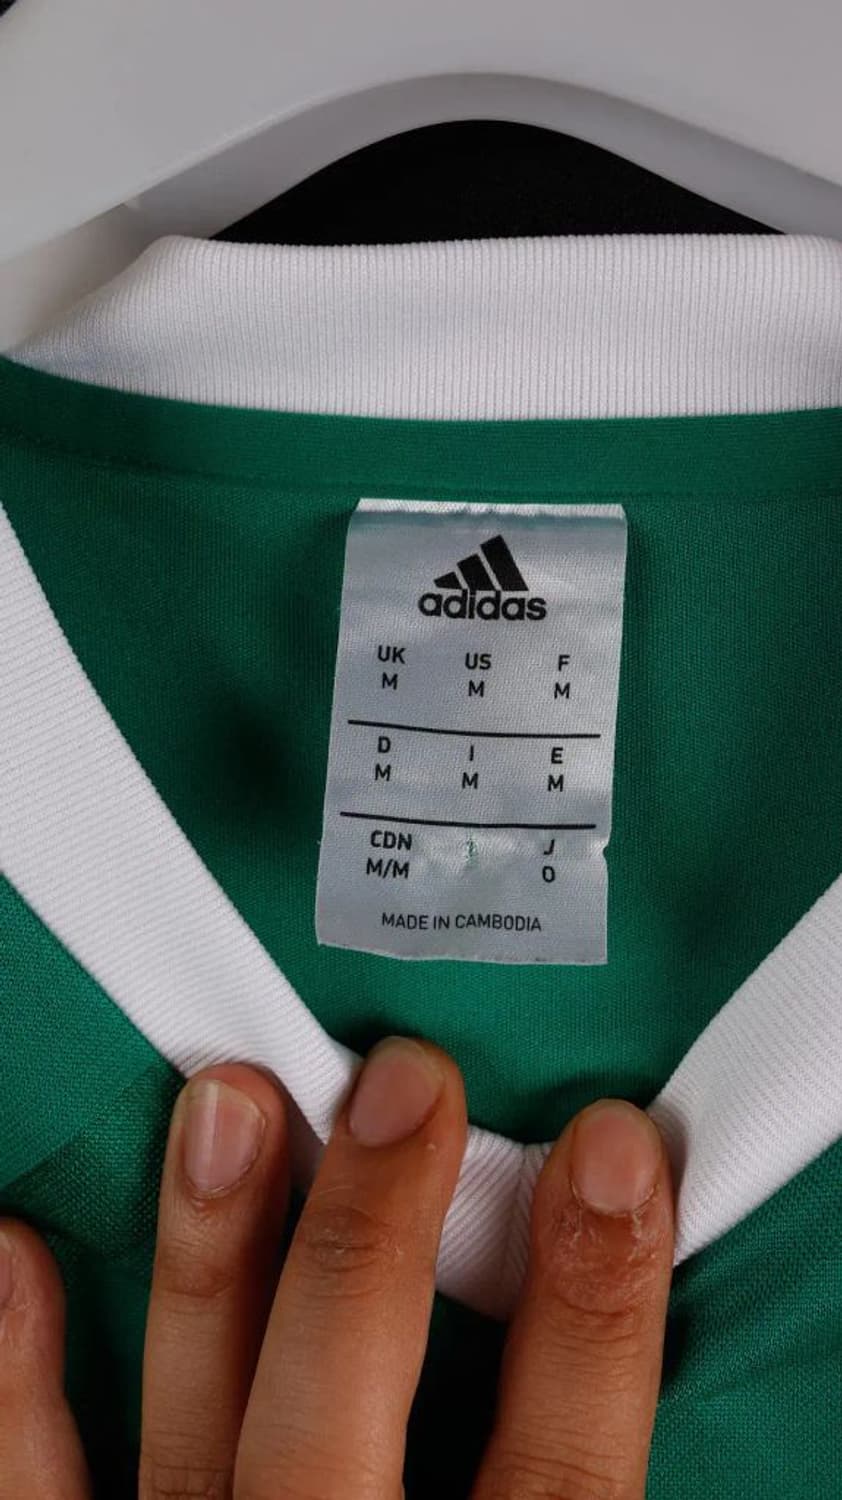 adidas
UK US F
M M M
D I E
M M M
CDN J
M/M O
MADE IN CAMBODIA